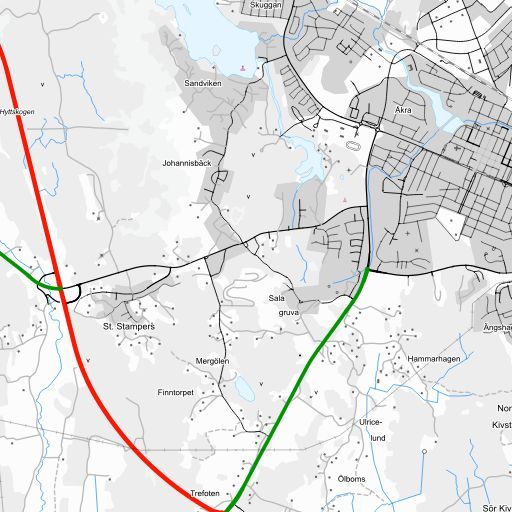 Skuggan
Sandviken
Hyttskogen
Åkra
Johannisbäck
Sala
gruva
St. Stampers
Ängsha
Mergölen
Hammarhagen
Finntorpet
Nor
Kivst
Ulrice-
lund
Ölboms
Trefoten
Sör Kiv